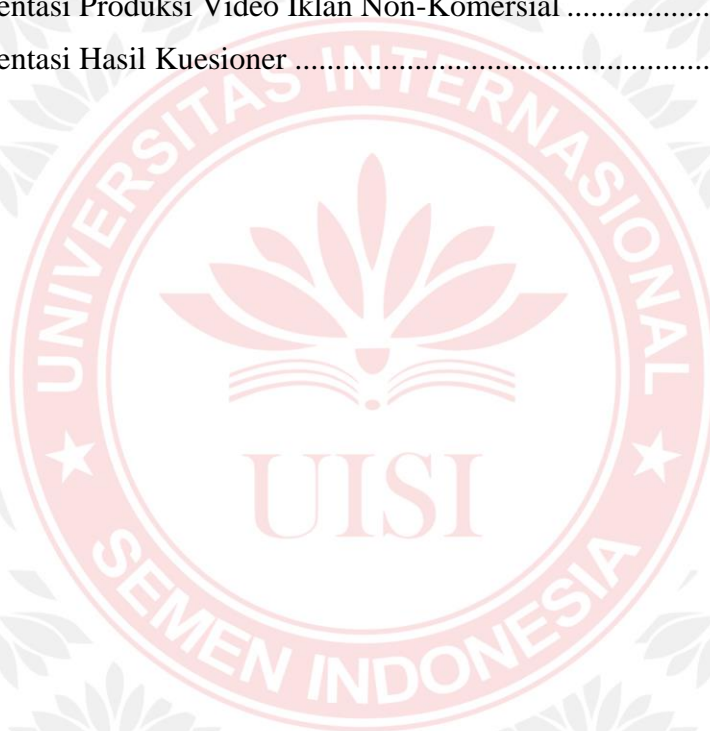 entasi Produksi Video Iklan Non-Komersial ..................
entasi Hasil Kuesioner ............................................
UNIVERSITAS INTERNASIONAL
UISI
SEMEN INDONESIA